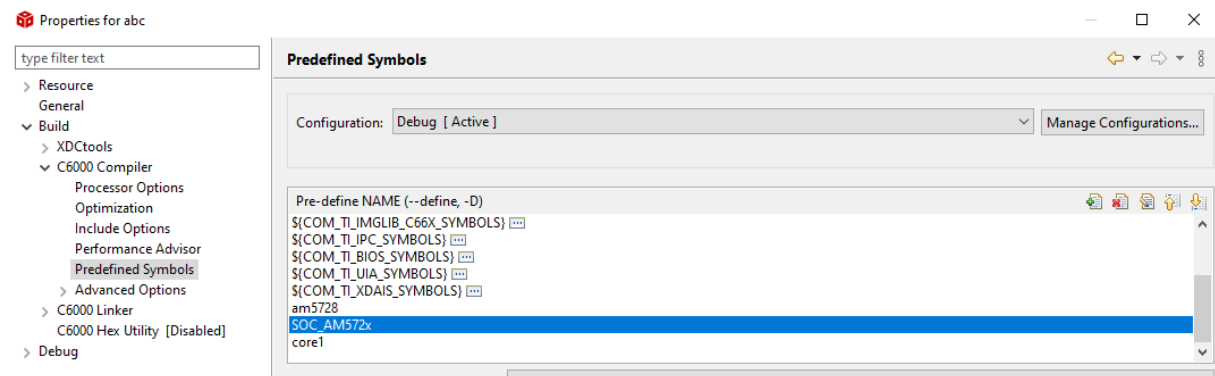 Properties for abc
type filter text
Resource
General
Build
XDCtools
C6000 Compiler
Processor Options
Optimization
Include Options
Performance Advisor
Predefined Symbols
Advanced Options
C6000 Linker
C6000 Hex Utility [Disabled]
Debug
Predefined Symbols
Configuration: Debug [ Active ]
Manage Configurations...
Pre-define NAME (--define, -D)
${COM_TI_IMGLIB_C66X_SYMBOLS}
${COM_TI_IPC_SYMBOLS}
${COM_TI_BIOS_SYMBOLS}
${COM_TI_UIA_SYMBOLS}
${COM_TI_XDAIS_SYMBOLS}
am5728
SOC_AM572x
core1